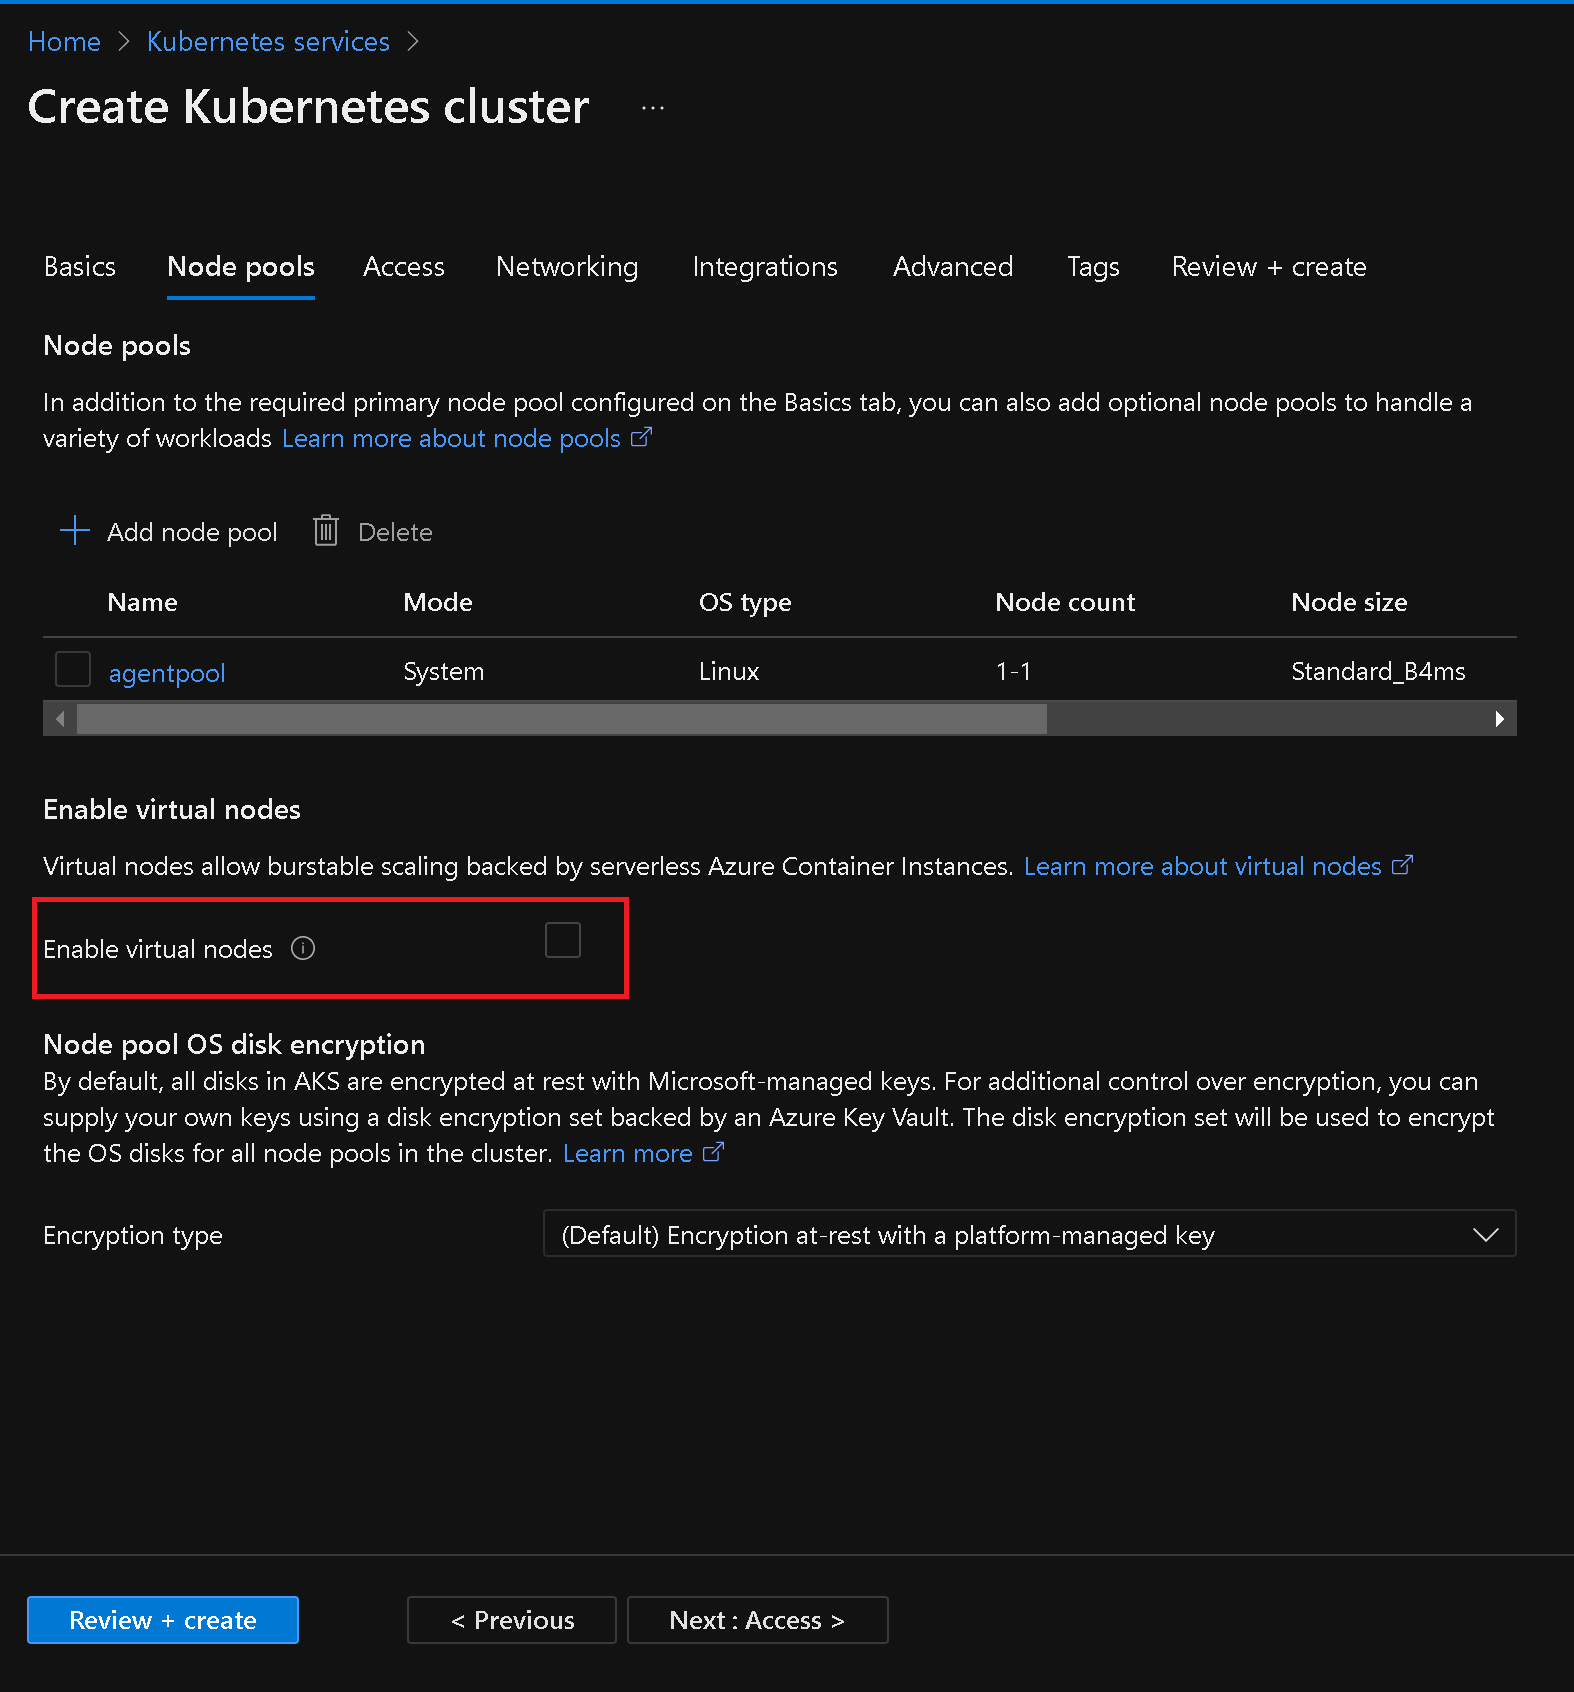 Home > Kubernetes services >
Create Kubernetes cluster ...
Basics Node pools Access Networking Integrations Advanced Tags Review + create
Node pools
In addition to the required primary node pool configured on the Basics tab, you can also add optional node pools to handle a
variety of workloads Learn more about node pools
Add node pool Delete
Name Mode OS type Node count Node size
agentpool System Linux 1-1 Standard_B4ms
Enable virtual nodes
Virtual nodes allow burstable scaling backed by serverless Azure Container Instances. Learn more about virtual nodes
Enable virtual nodes
Node pool OS disk encryption
By default, all disks in AKS are encrypted at rest with Microsoft-managed keys. For additional control over encryption, you can
supply your own keys using a disk encryption set backed by an Azure Key Vault. The disk encryption set will be used to encrypt
the OS disks for all node pools in the cluster. Learn more
Encryption type (Default) Encryption at-rest with a platform-managed key
Review + create < Previous Next : Access >